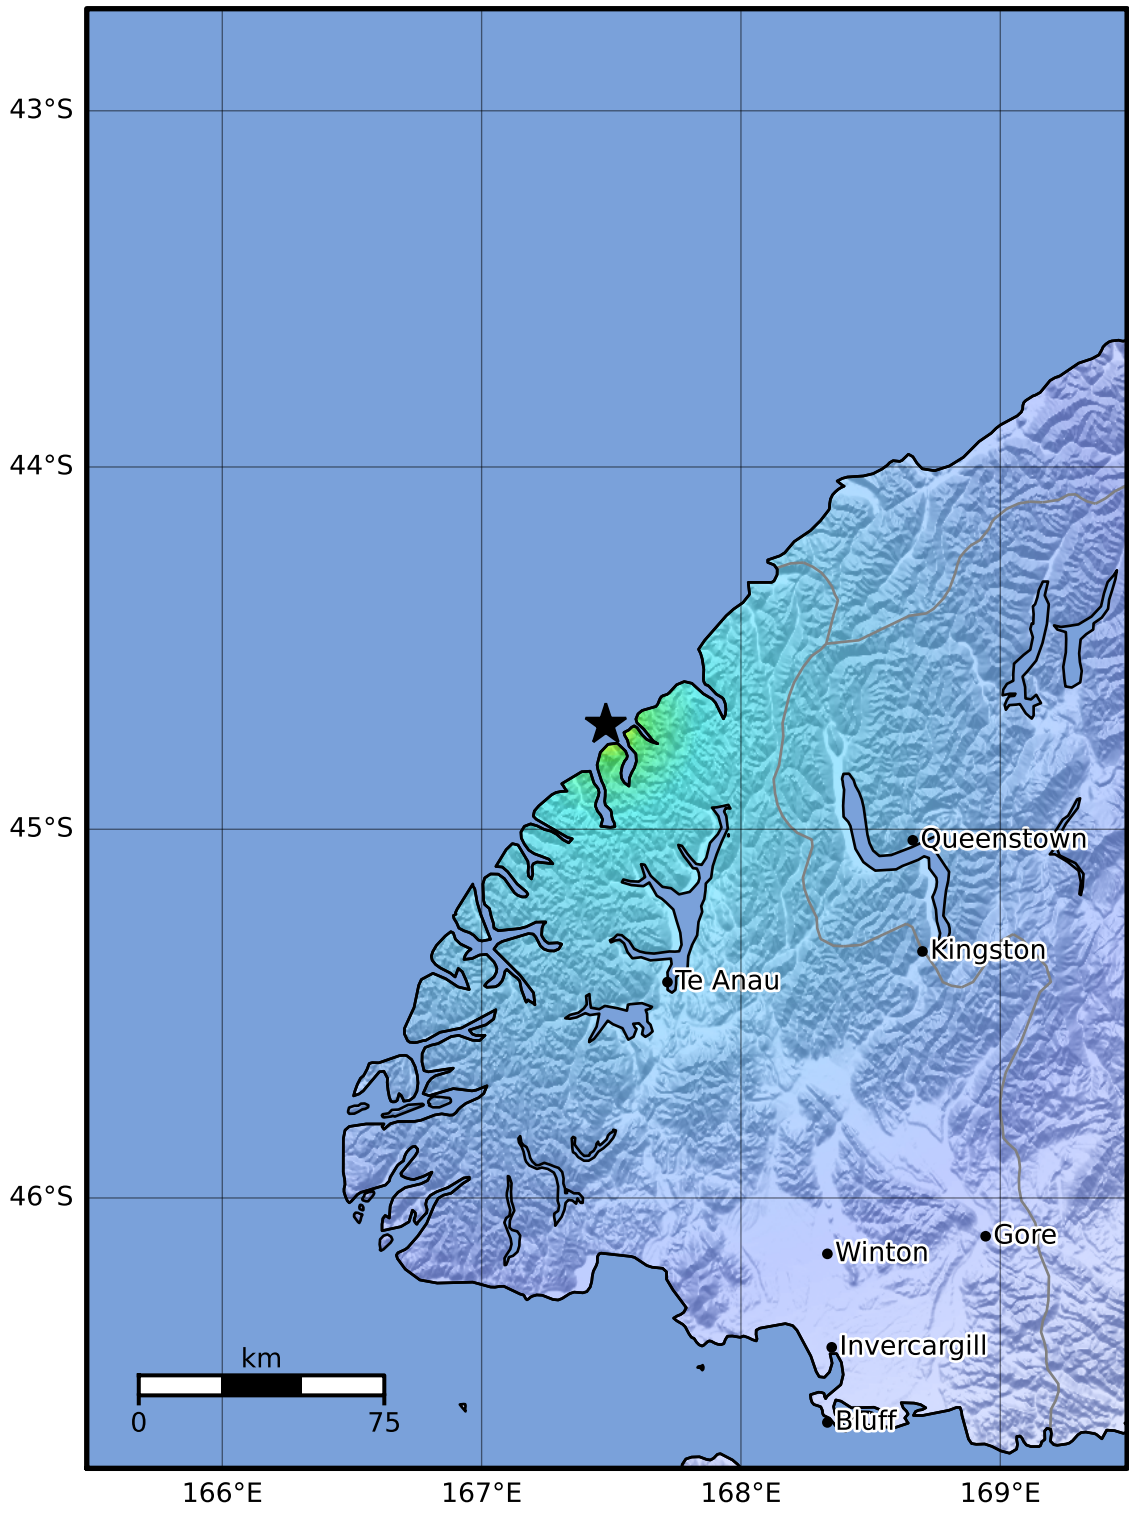 43°S
44°S
45°S
Queenstown
Kingston
Te Anau
46°S
Gore
Winton
Invercargill
km
0 75
Bluff
166°E 167°E 168°E 169°E